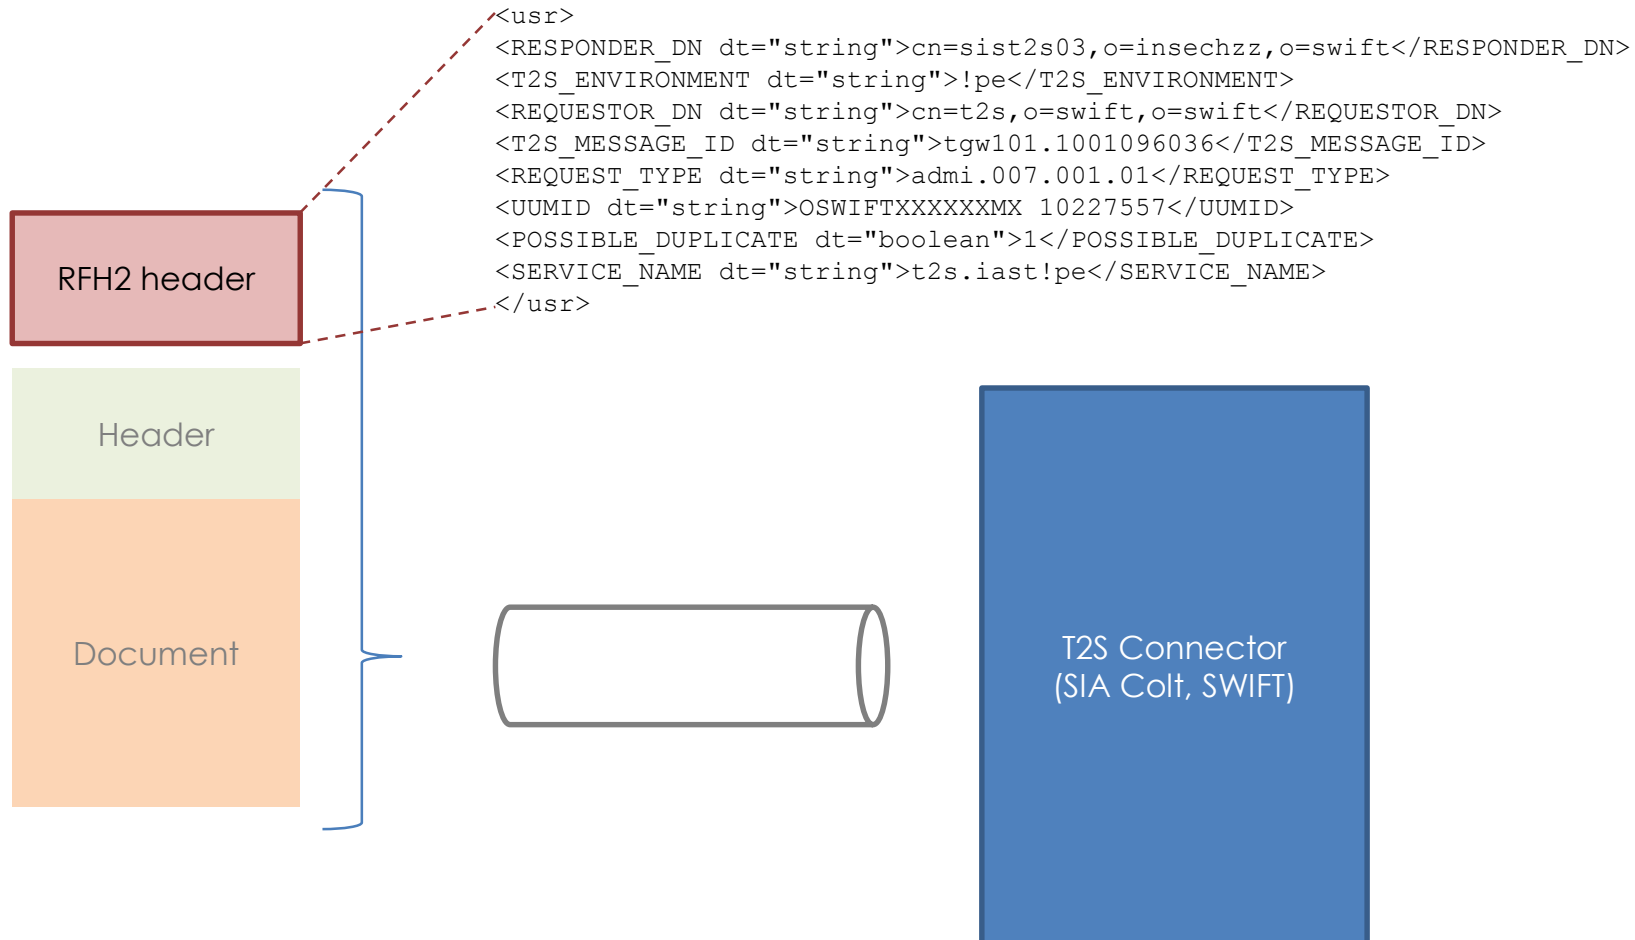 <usr>
<RESPONDER_DN dt="string">cn=sist2s03,o=insechzz,o=swift</RESPONDER_DN>
<T2S_ENVIRONMENT dt="string">!pe</T2S_ENVIRONMENT>
<REQUESTOR_DN dt="string">cn=t2s,o=swift,o=swift</REQUESTOR_DN>
<T2S_MESSAGE_ID dt="string">tgw101.1001096036</T2S_MESSAGE_ID>
<REQUEST_TYPE dt="string">admi.007.001.01</REQUEST_TYPE>
<UUMID dt="string">OSWIFTXXXXXXMX 10227557</UUMID>
<POSSIBLE_DUPLICATE dt="boolean">1</POSSIBLE_DUPLICATE>
<SERVICE_NAME dt="string">t2s.iast!pe</SERVICE_NAME>
</usr>
RFH2 header
Header
Document
T2S Connector
(SIA Colt, SWIFT)